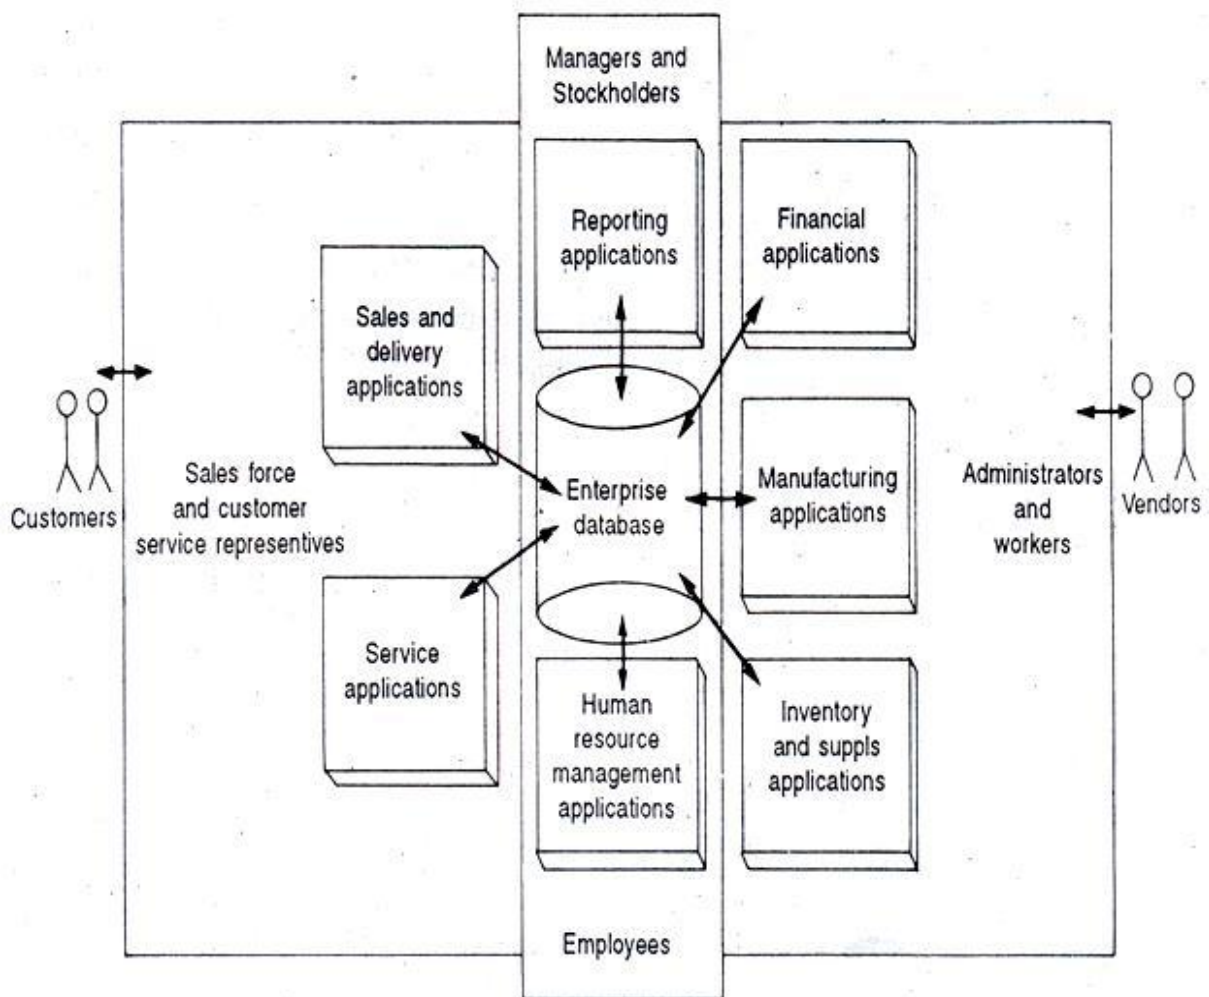 Managers and
Stockholders
Reporting
applications
Financial
applications
Sales and
delivery
applications
Customers
Sales force
and customer
service representives
Enterprise
database
Manufacturing
applications
Administrators
and
workers
Vendors
Service
applications
Human
resource
management
applications
Inventory
and suppls
applications
Employees